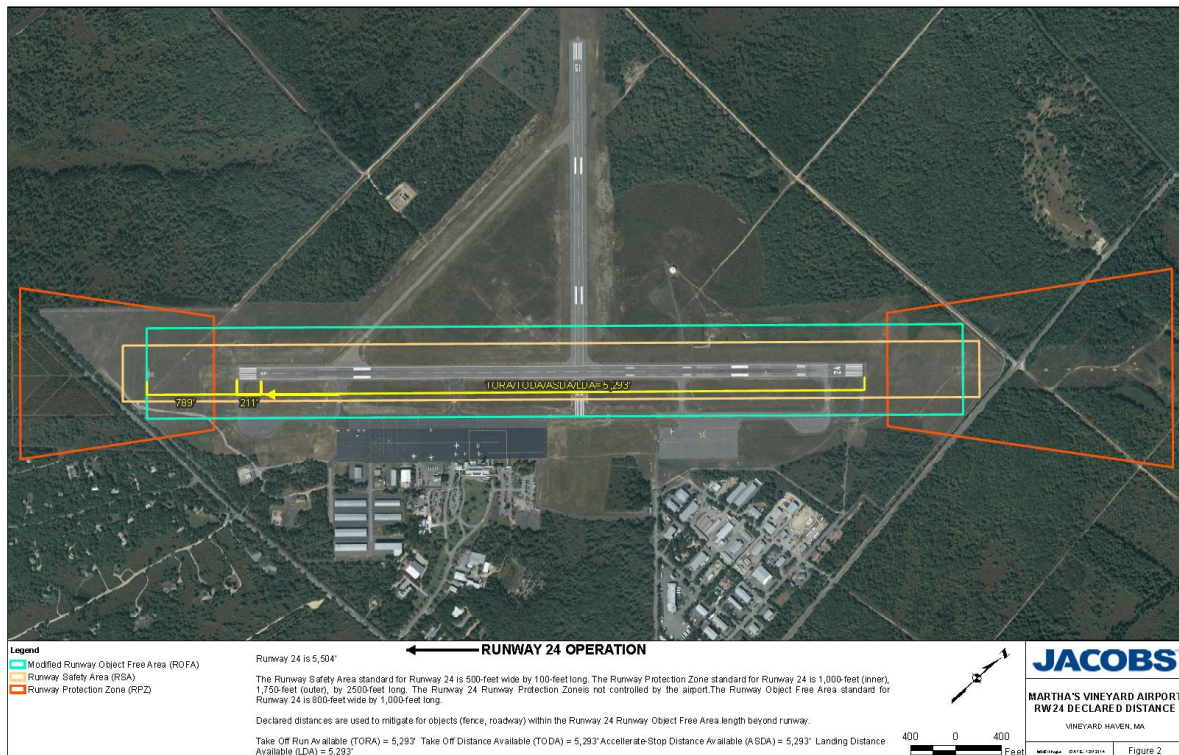 TORA/TODA/ASDA/LDA= 5,293'
789'
211'
24
Legend
Modified Runway Object Free Area (ROFA)
Runway Safety Area (RSA)
Runway Protection Zone (RPZ)
RUNWAY 24 OPERATION
Runway 24 is 5,504'
The Runway Safety Area standard for Runway 24 is 500-feet wide by 100-feet long. The Runway Protection Zone standard for Runway 24 is 1,000-feet (inner),
1,750-feet (outer), by 2500-feet long. The Runway 24 Runway Protection Zoneis not controlled by the airport.The Runway Object Free Area standard for
Runway 24 is 800-feet wide by 1,000-feet long.
Declared distances are used to mitigate for objects (fence, roadway) within the Runway 24 Runway Object Free Area length beyond runway.
Take Off Run Available (TORA) = 5,293' Take Off Distance Available (TODA) = 5,293' Accellerate-Stop Distance Available (ASDA) = 5,293' Landing Distance
Available (LDA) = 5,293'
400 0 400
Feet
JACOBS
MARTHA'S VINEYARD AIRPORT
RW 24 DECLARED DISTANCE
VINEYARD HAVEN, MA
Figure 2